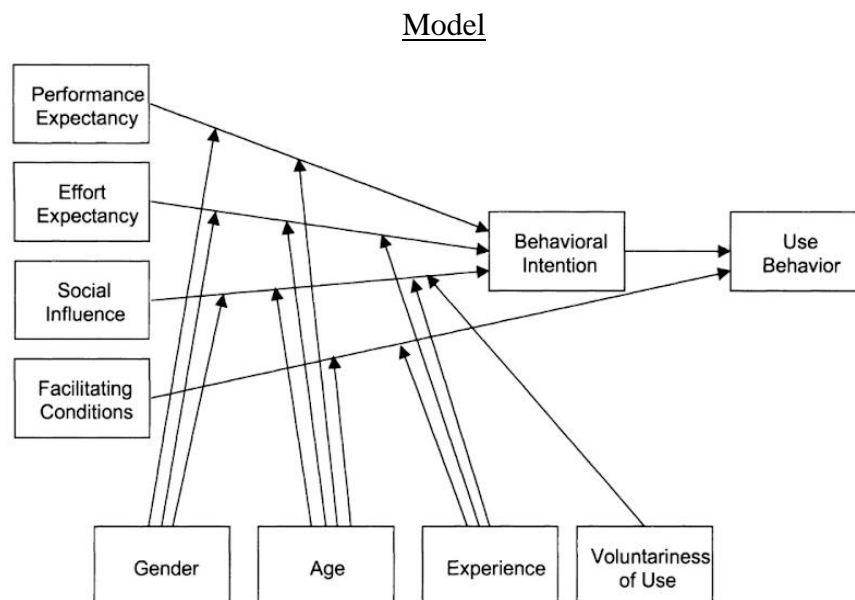 Model
Performance
Expectancy
Effort
Expectancy
Social
Influence
Facilitating
Conditions
Behavioral
Intention
Use
Behavior
Gender
Age
Experience
Voluntariness
of Use